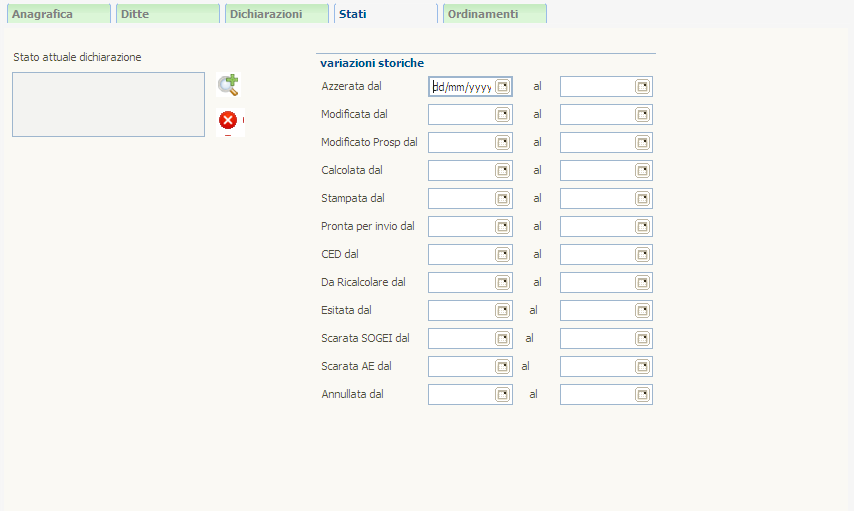 Anagrafica Ditte Dichiarazioni Stati Ordinamenti
Stato attuale dichiarazione
variazioni storiche
Azzerata dal dd/mm/yyyy al
Modificata dal al
Modificato Prosp dal al
Calcolata dal al
Stampata dal al
Pronta per invio dal al
CED dal al
Da Ricalcolare dal al
Esitata dal al
Scarata SOGEI dal al
Scarata AE dal al
Annullata dal al